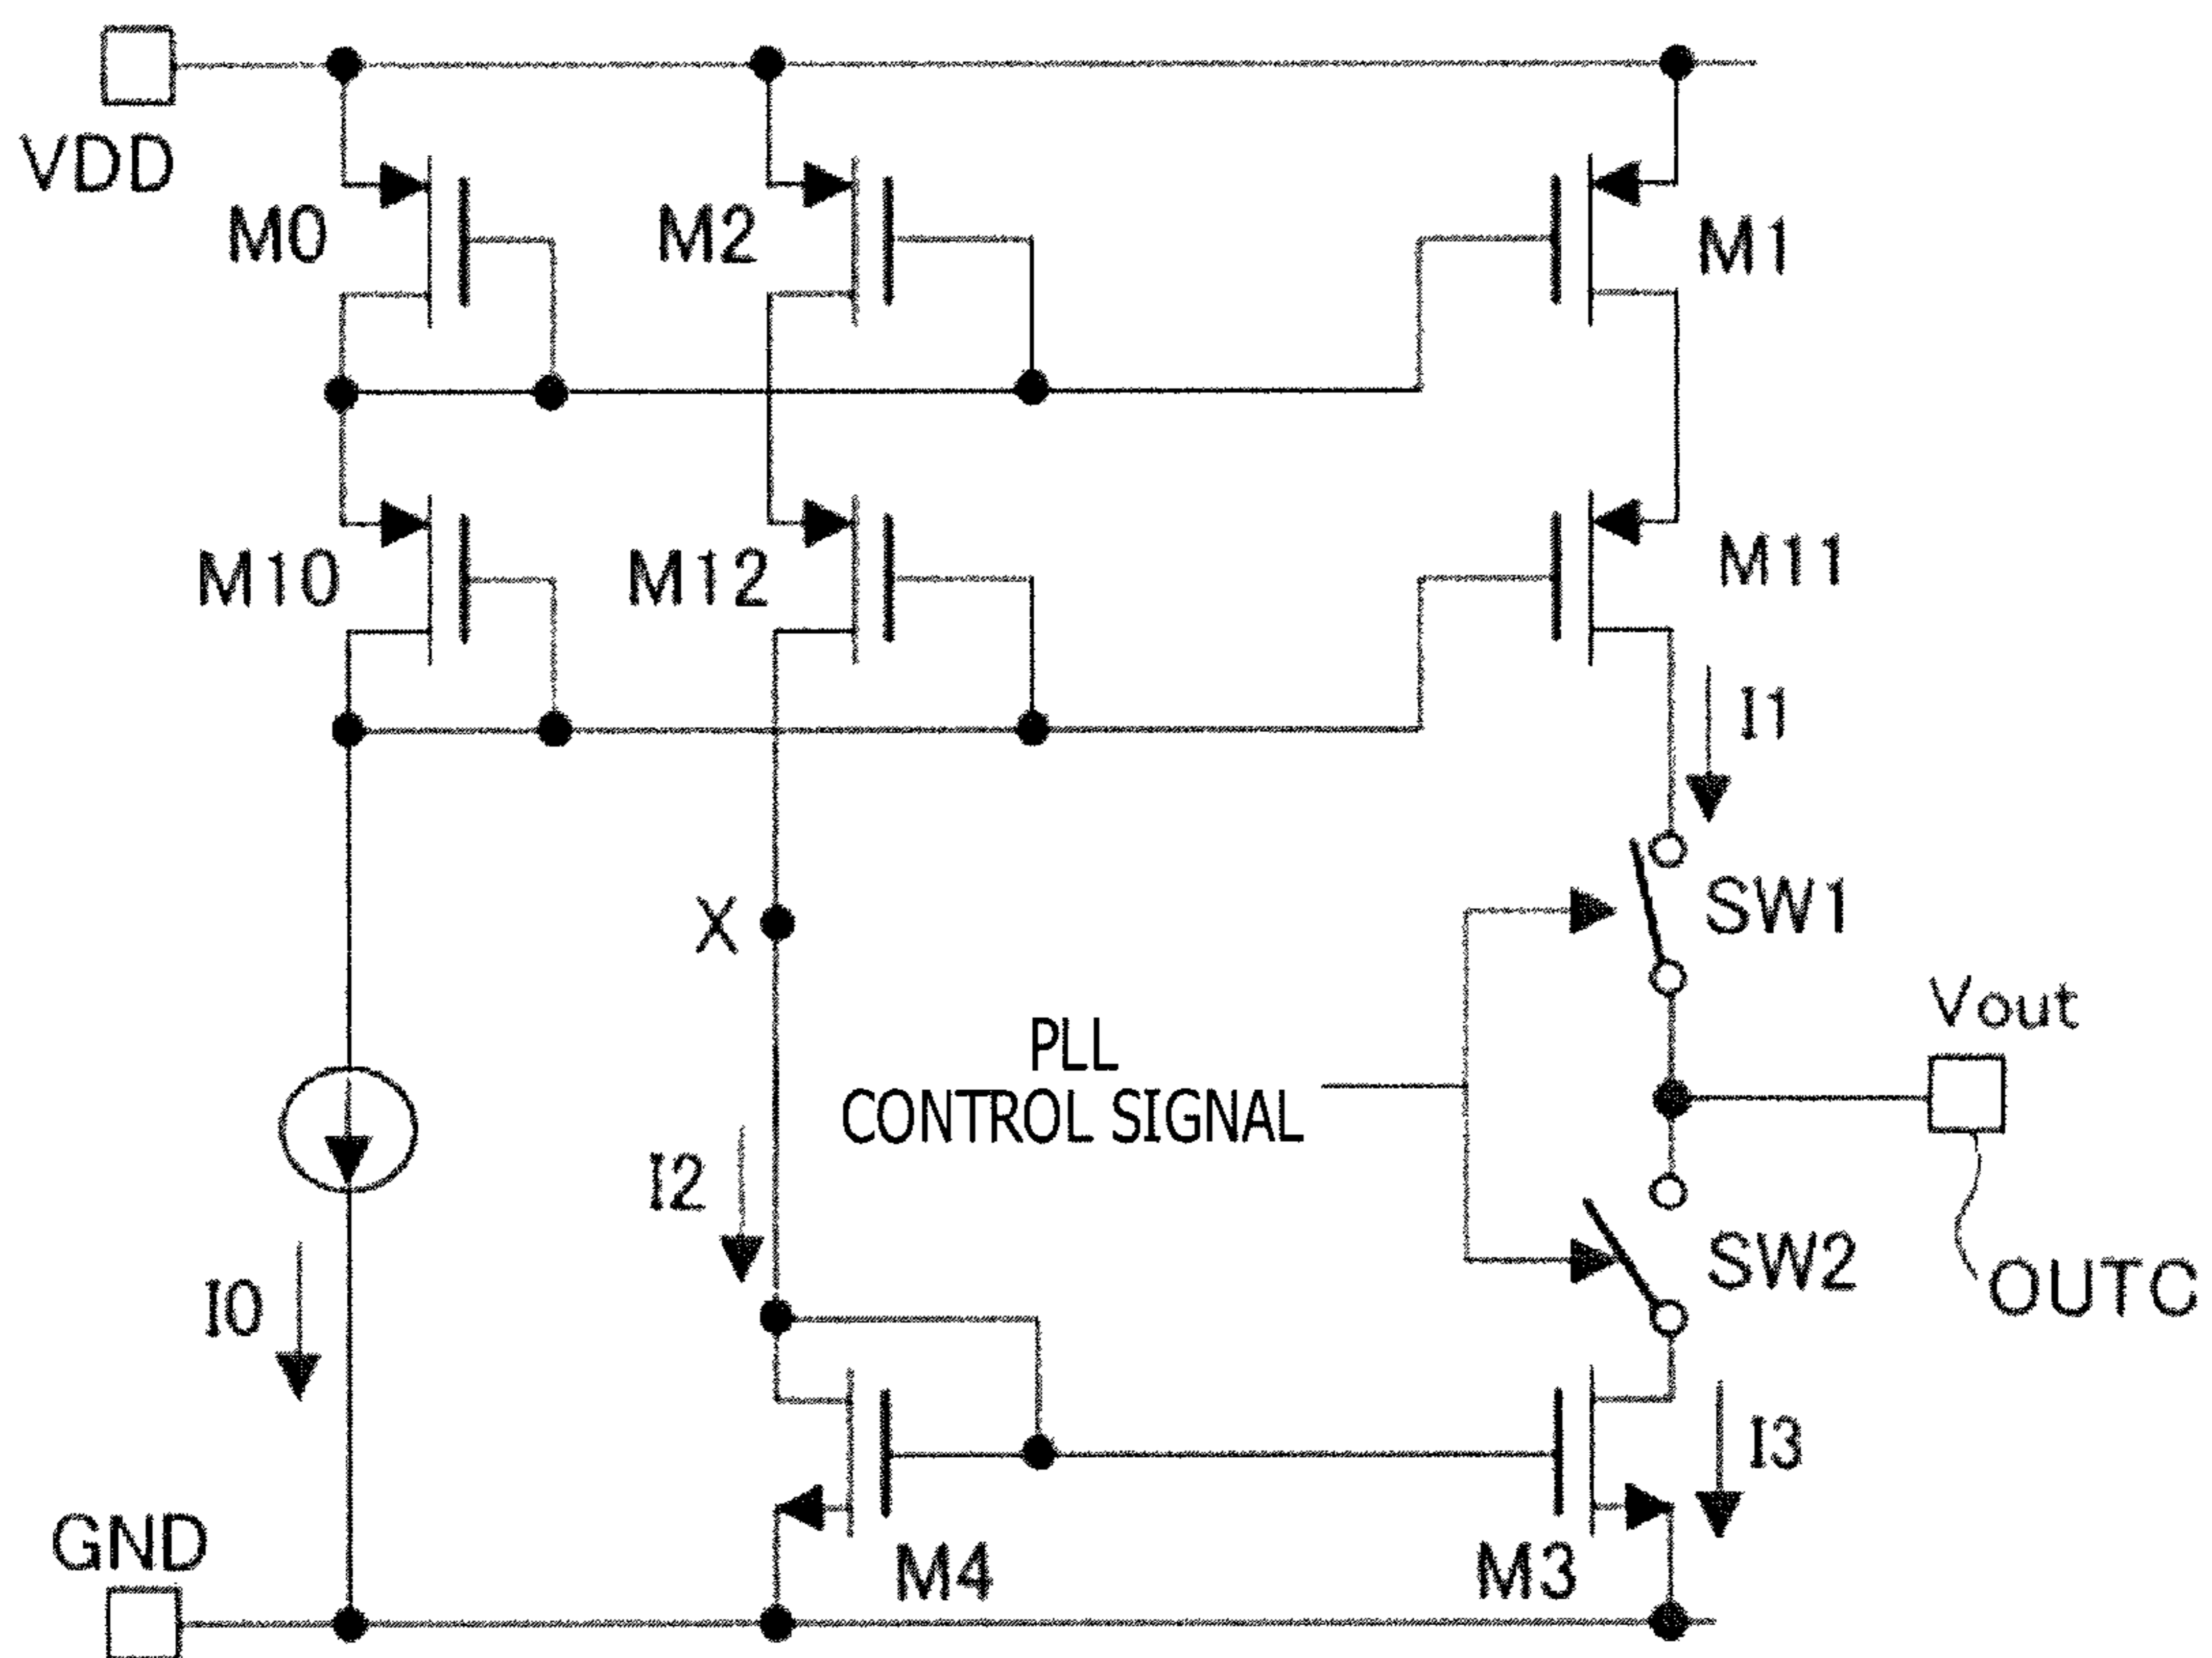 VDD
M0
M2
M1
M10
M12
M11
I1
X
SW1
Vout
PLL
CONTROL SIGNAL
I2
SW2
OUTC
I0
I3
GND
M4
M3